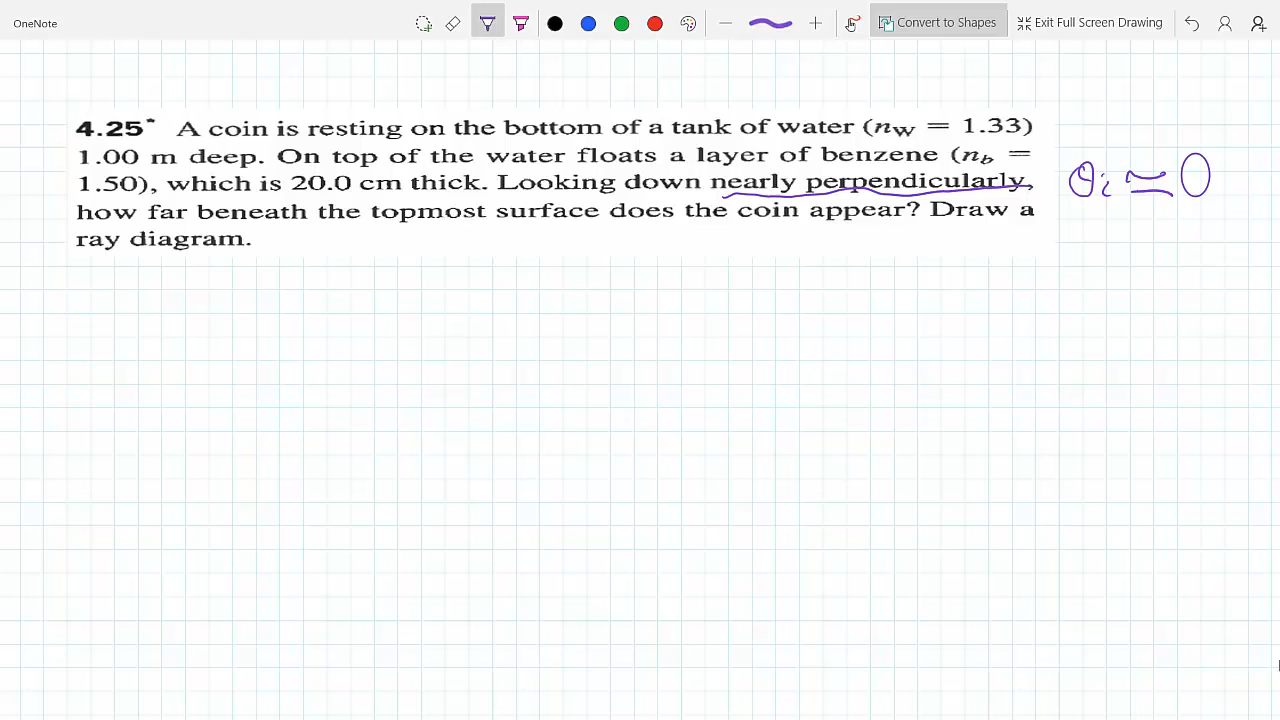 OneNote
Convert to Shapes
Exit Full Screen Drawing
4.25* A coin is resting on the bottom of a tank of water (n_w = 1.33)
1.00 m deep. On top of the water floats a layer of benzene (n_b =
1.50), which is 20.0 cm thick. Looking down nearly perpendicularly,
how far beneath the topmost surface does the coin appear? Draw a
ray diagram.
θi ≃ 0